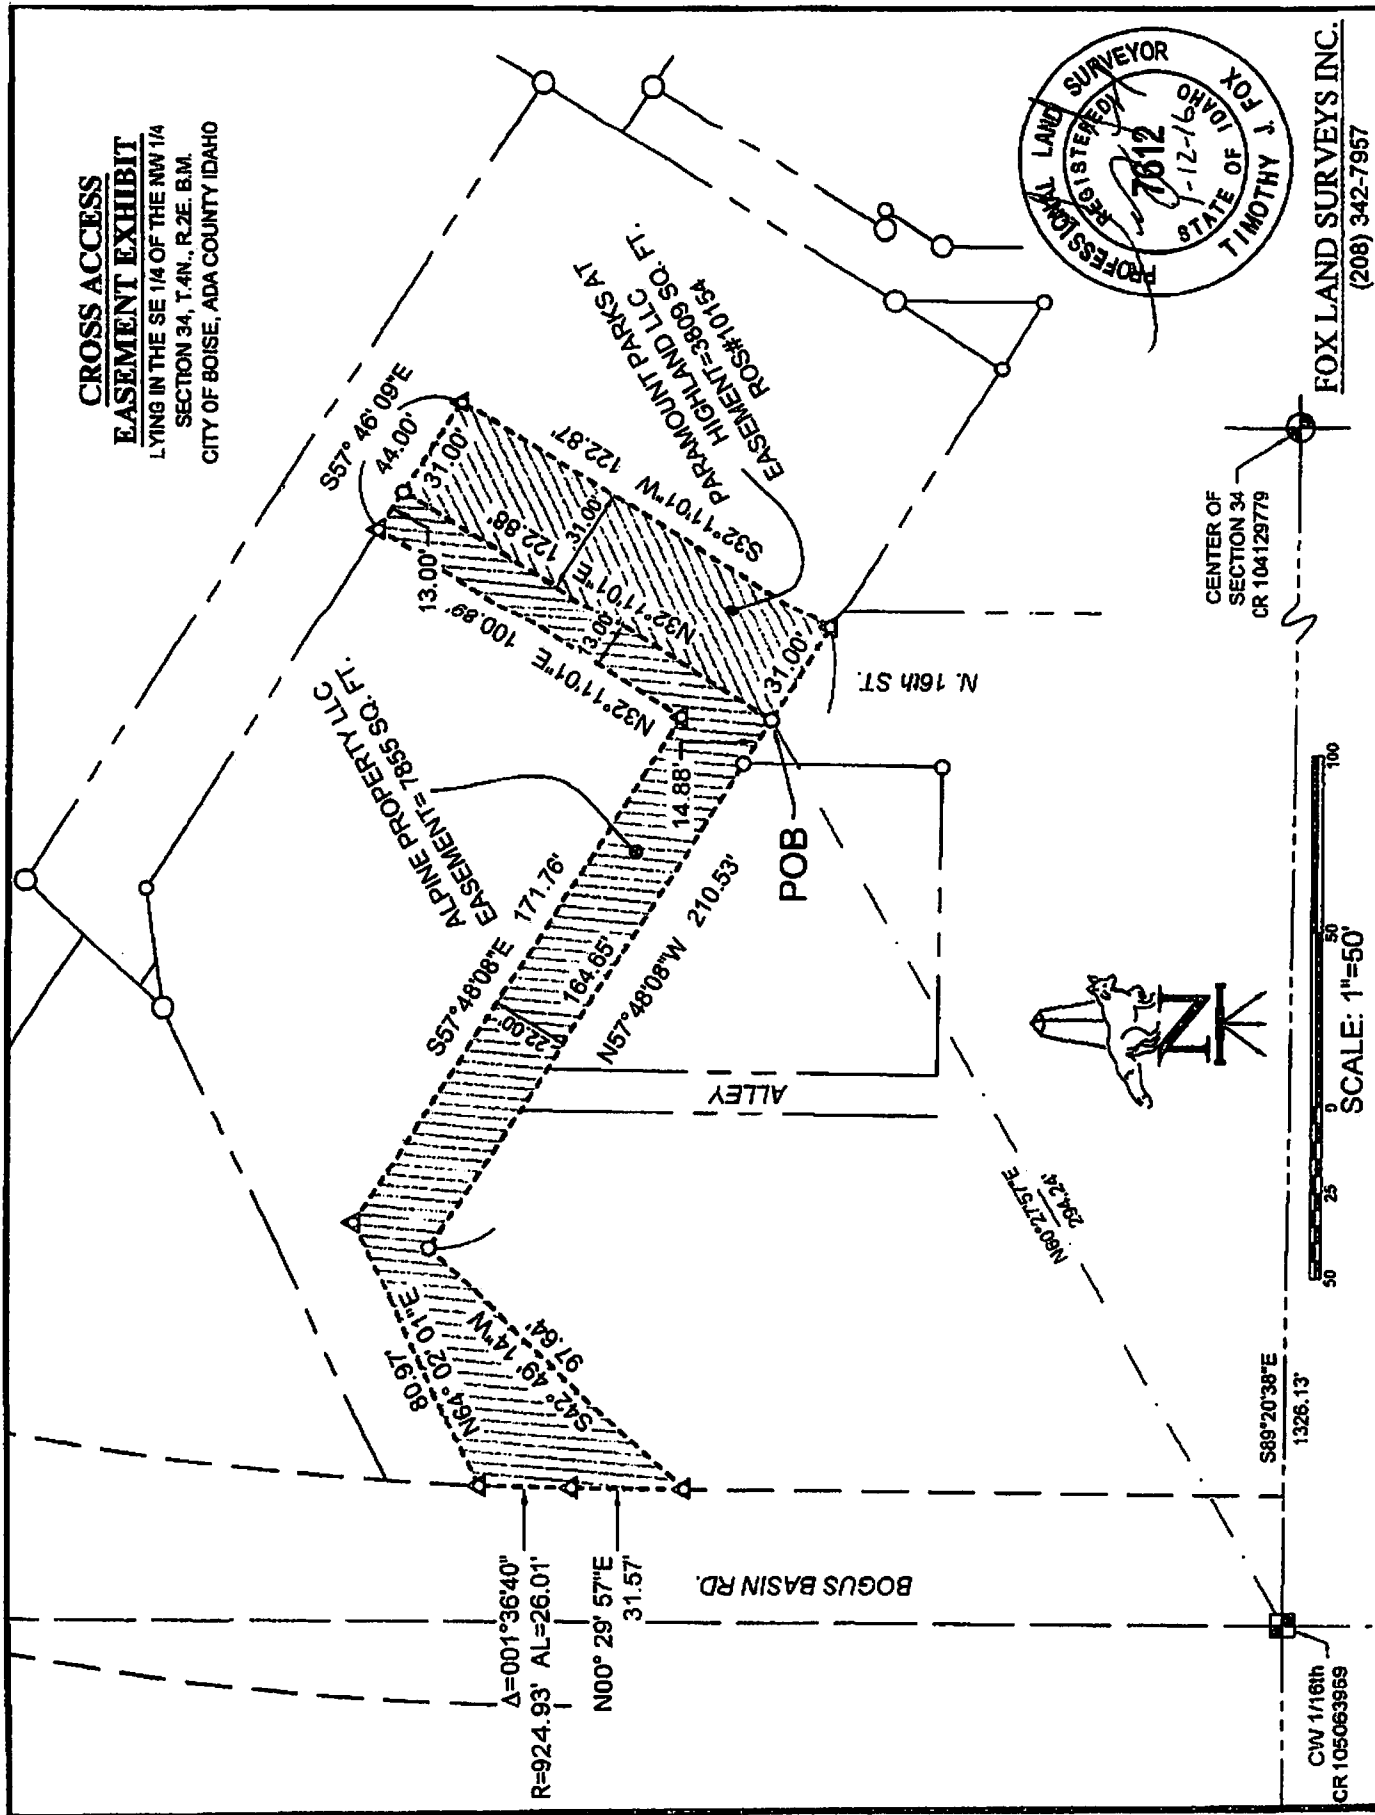 CROSS ACCESS
EASEMENT EXHIBIT
LYING IN THE SE 1/4 OF THE NW 1/4
SECTION 34, T.4N., R.2E. B.M.
CITY OF BOISE, ADA COUNTY IDAHO
S57° 46' 09"E
44.00'
31.00'
13.00'
122.87'
S32°11'01"W
122.88'
N32°11'01"E
31.00'
13.00'
100.89'
N32°11'01"E
31.00'
PARAMOUNT PARKS AT
HIGHLAND LLC
EASEMENT=3809 SQ. FT.
ROS#10154
ALPINE PROPERTY LLC
EASEMENT=7855 SQ. FT.
14.88'
S57°48'08"E 171.76'
164.65'
22.00'
N57°48'08"W 210.53'
POB
N. 16th ST.
ALLEY
80.97'
N64° 02' 01"E
S42° 49' 14"W
97.64'
Δ=001°36'40"
R=924.93' AL=26.01'
N00° 29' 57"E
31.57'
BOGUS BASIN RD.
N60°27'57"E
294.24'
S89°20'38"E
1326.13'
CW 1/16th
CR 105063969
CENTER OF
SECTION 34
CR 104129779
N
50 25 0 50 100
SCALE: 1"=50'
PROFESSIONAL LAND SURVEYOR
REGISTERED
7612
1-12-16
STATE OF IDAHO
TIMOTHY J. FOX
FOX LAND SURVEYS INC.
(208) 342-7957